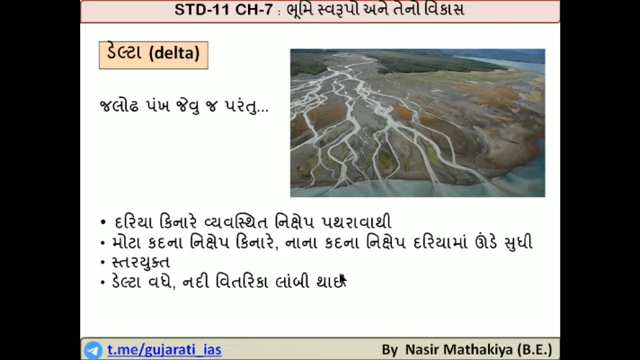 STD-11 CH-7 : ભૂમિ સ્વરૂપો અને તેનો વિકાસ
ડેલ્ટા (delta)
જલોઢ પંખ જેવુ જ પરંતુ...
• દરિયા કિનારે વ્યવસ્થિત નિક્ષેપ પથરાવાથી
• મોટા કદના નિક્ષેપ કિનારે, નાના કદના નિક્ષેપ દરિયામાં ઊંડે સુધી
• સ્તરયુક્ત
• ડેલ્ટા વધે, નદી વિતરિકા લાંબી થાય
t.me/gujarati_ias
By Nasir Mathakiya (B.E.)